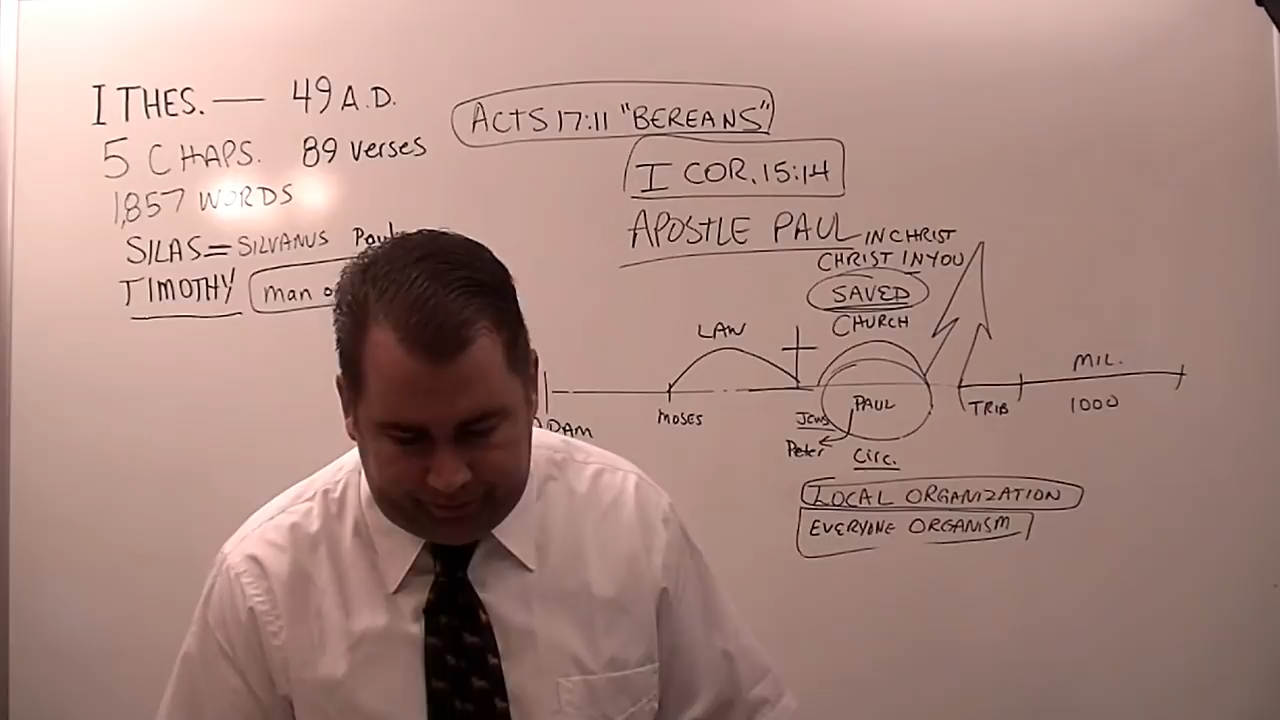 I THES. — 49 A.D.
5 CHAPS. 89 verses
1,857 WORDS
SILAS = SILVANUS
TIMOTHY man
ACTS 17:11 "BEREANS"
I COR. 15:14
APOSTLE PAUL
IN CHRIST
CHRIST IN YOU
SAVED
CHURCH
LAW
MIL.
MOSES
Jews
PAUL
TRIB
1000
Peter
Circ.
LOCAL ORGANIZATION
EVERYONE ORGANISM